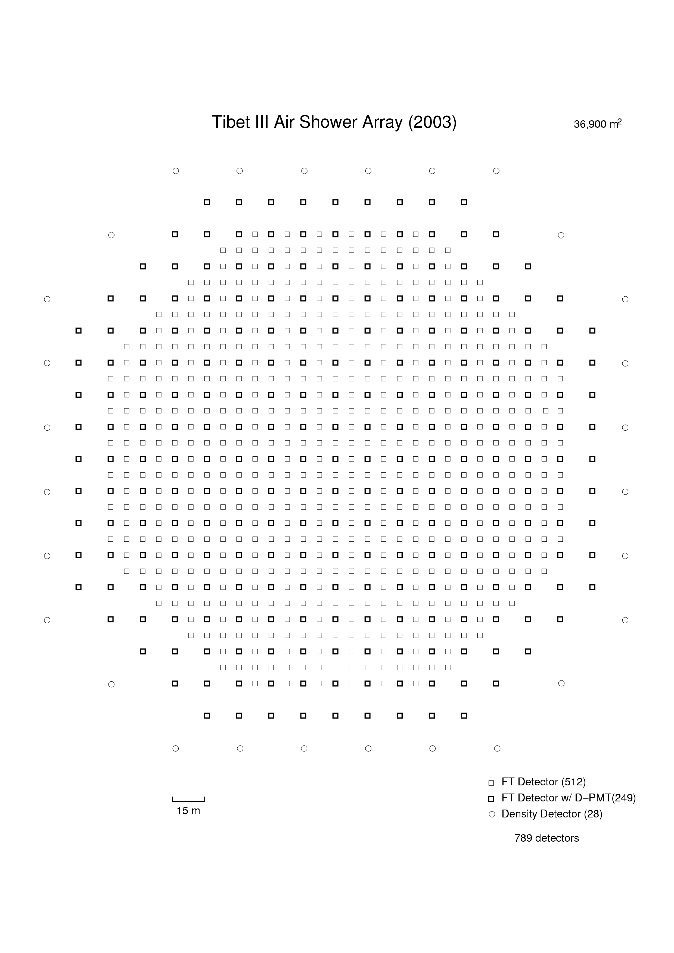 Tibet III Air Shower Array (2003)
36,900 m²
15 m
FT Detector (512)
FT Detector w/ D−PMT(249)
Density Detector (28)
789 detectors